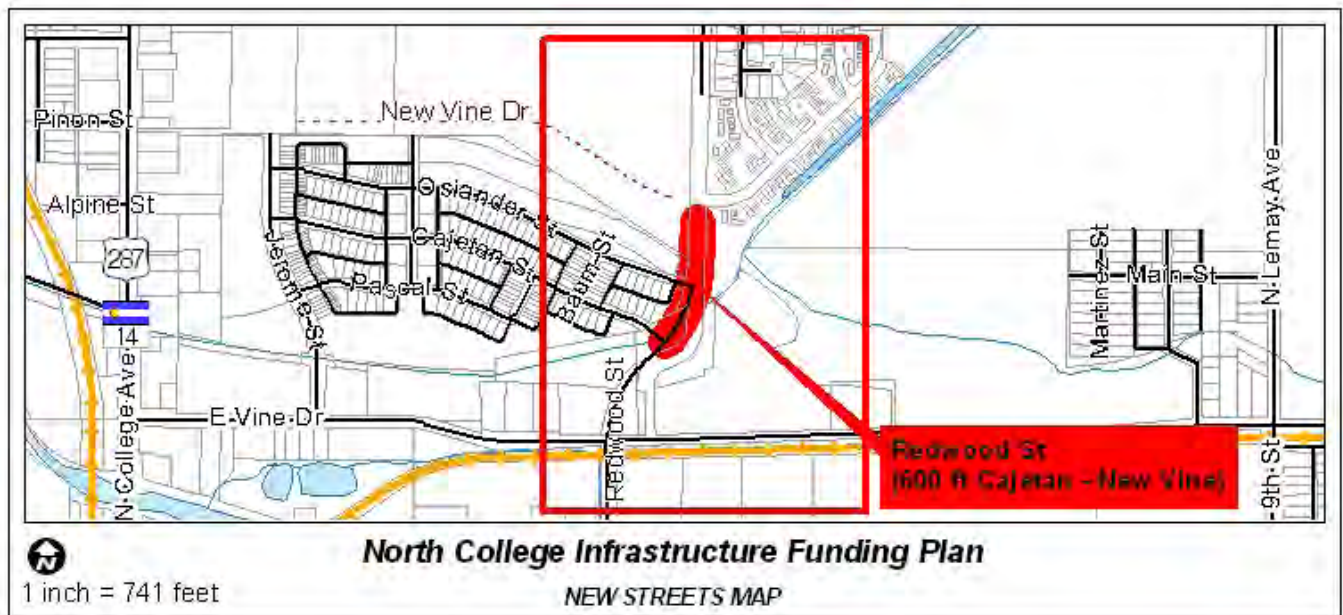 New Vine Dr
Pinon St
Alpine St
Osiander St
287
Cajetan St
Baum St
Jerome St
Pascal St
14
Martinez St
Main St
N Lemay Ave
N College Ave
E Vine Dr
Redwood St
Redwood St
(600 ft Cajetan - New Vine)
9th St
N
North College Infrastructure Funding Plan
1 inch = 741 feet
NEW STREETS MAP